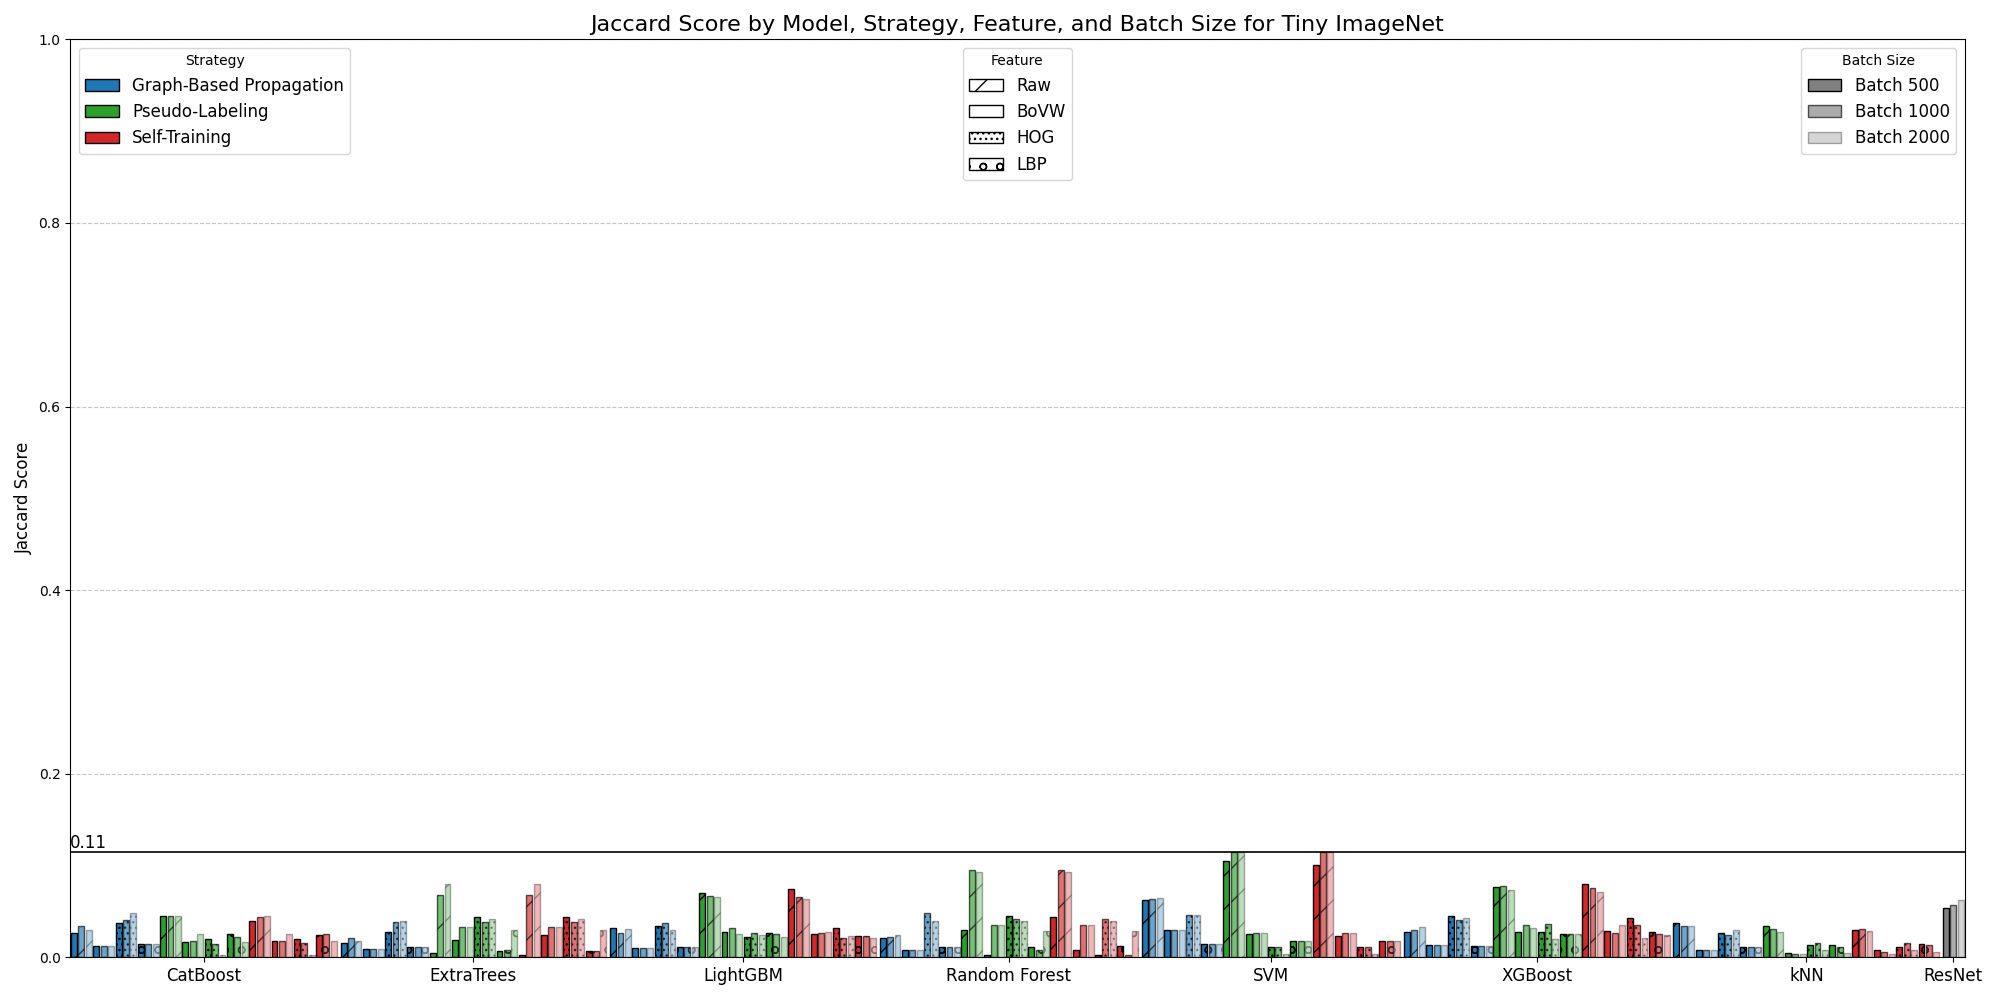 Jaccard Score by Model, Strategy, Feature, and Batch Size for Tiny ImageNet
Strategy
Graph-Based Propagation
Pseudo-Labeling
Self-Training
Feature
Raw
BoVW
HOG
LBP
Batch Size
Batch 500
Batch 1000
Batch 2000
Jaccard Score
1.0
0.8
0.6
0.4
0.2
0.0
0.11
CatBoost
ExtraTrees
LightGBM
Random Forest
SVM
XGBoost
kNN
ResNet